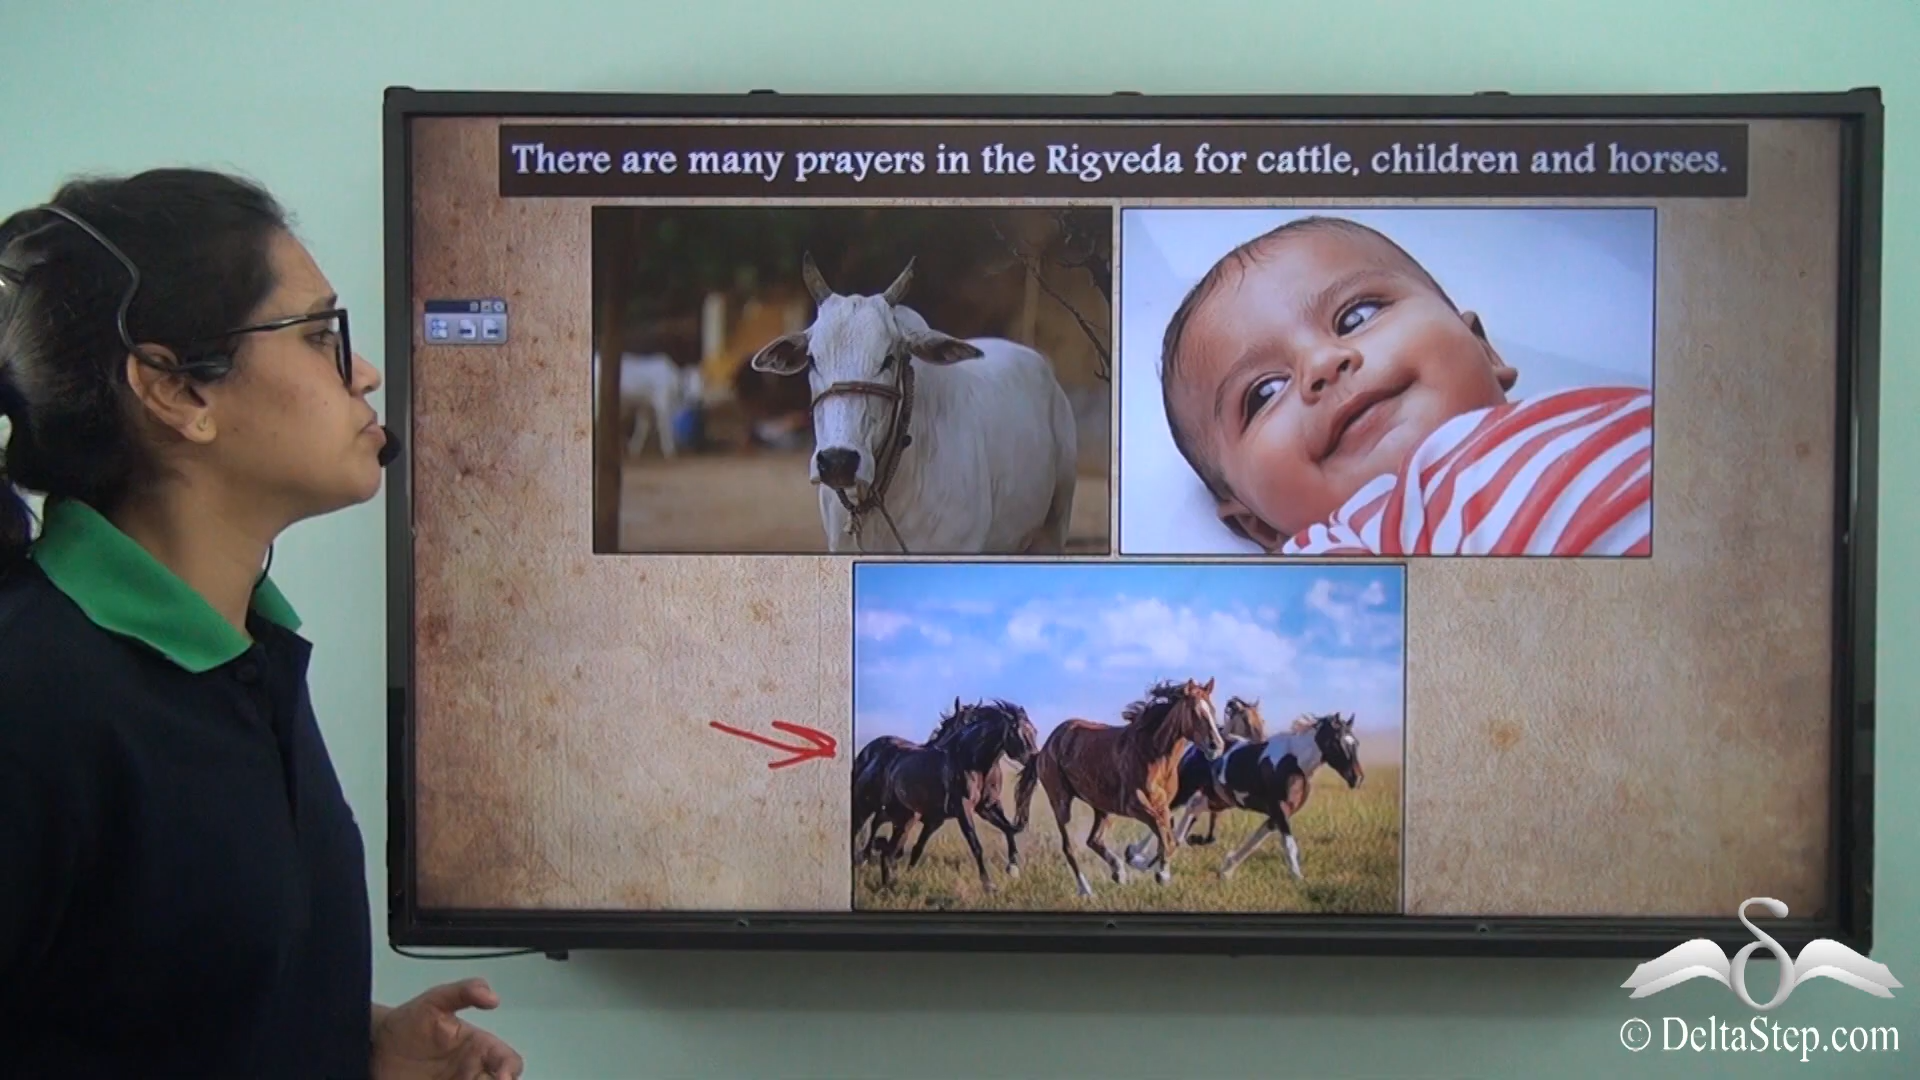 There are many prayers in the Rigveda for cattle, children and horses.
© DeltaStep.com